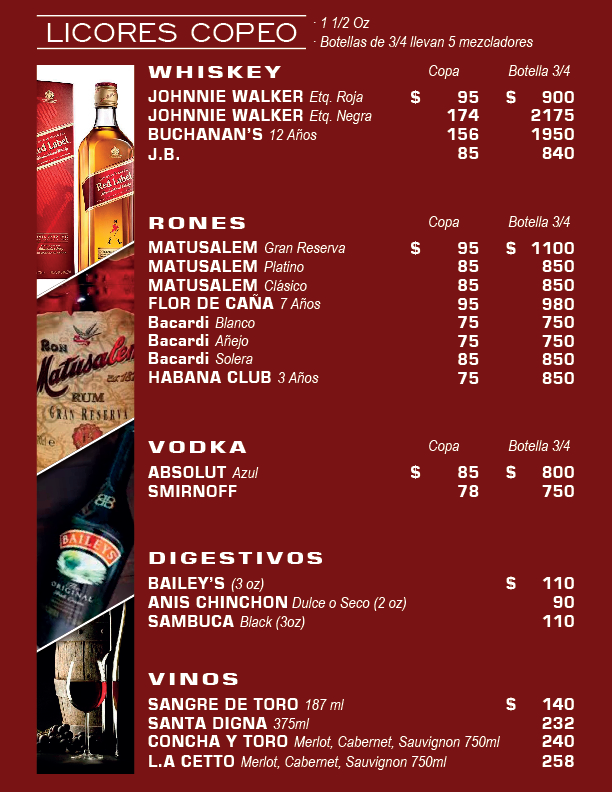 LICORES COPEO
· 1 1/2 Oz
· Botellas de 3/4 llevan 5 mezcladores
WHISKEY Copa Botella 3/4
JOHNNIE WALKER Etq. Roja $ 95 $ 900
JOHNNIE WALKER Etq. Negra 174 2175
BUCHANAN'S 12 Años 156 1950
J.B. 85 840
Red Label
Red Label
RONES Copa Botella 3/4
MATUSALEM Gran Reserva $ 95 $ 1100
MATUSALEM Platino 85 850
MATUSALEM Clásico 85 850
FLOR DE CAÑA 7 Años 95 980
Bacardi Blanco 75 750
Bacardi Añejo 75 750
Bacardi Solera 85 850
HABANA CLUB 3 Años 75 850
RON
Matusalem
RUM
GRAN RESERVA
VODKA Copa Botella 3/4
ABSOLUT Azul $ 85 $ 800
SMIRNOFF 78 750
DIGESTIVOS
BAILEY'S (3 oz) $ 110
ANIS CHINCHON Dulce o Seco (2 oz) 90
SAMBUCA Black (3oz) 110
BAILEYS
ORIGINAL
VINOS
SANGRE DE TORO 187 ml $ 140
SANTA DIGNA 375ml 232
CONCHA Y TORO Merlot, Cabernet, Sauvignon 750ml 240
L.A CETTO Merlot, Cabernet, Sauvignon 750ml 258